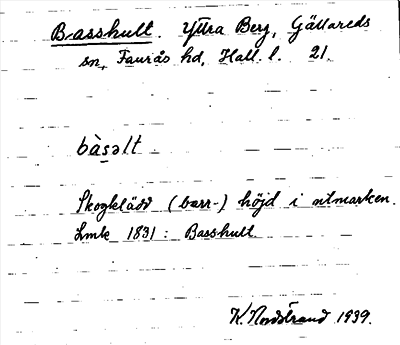 Basshult. Yttra Berg, Gällareds
sn, Faurås hd, Hall. l. 21.
bàsəlt
Skogklädd (barr-) höjd i utmarken.
Lmk 1831: Basshult
K. Nordstrand 1939.